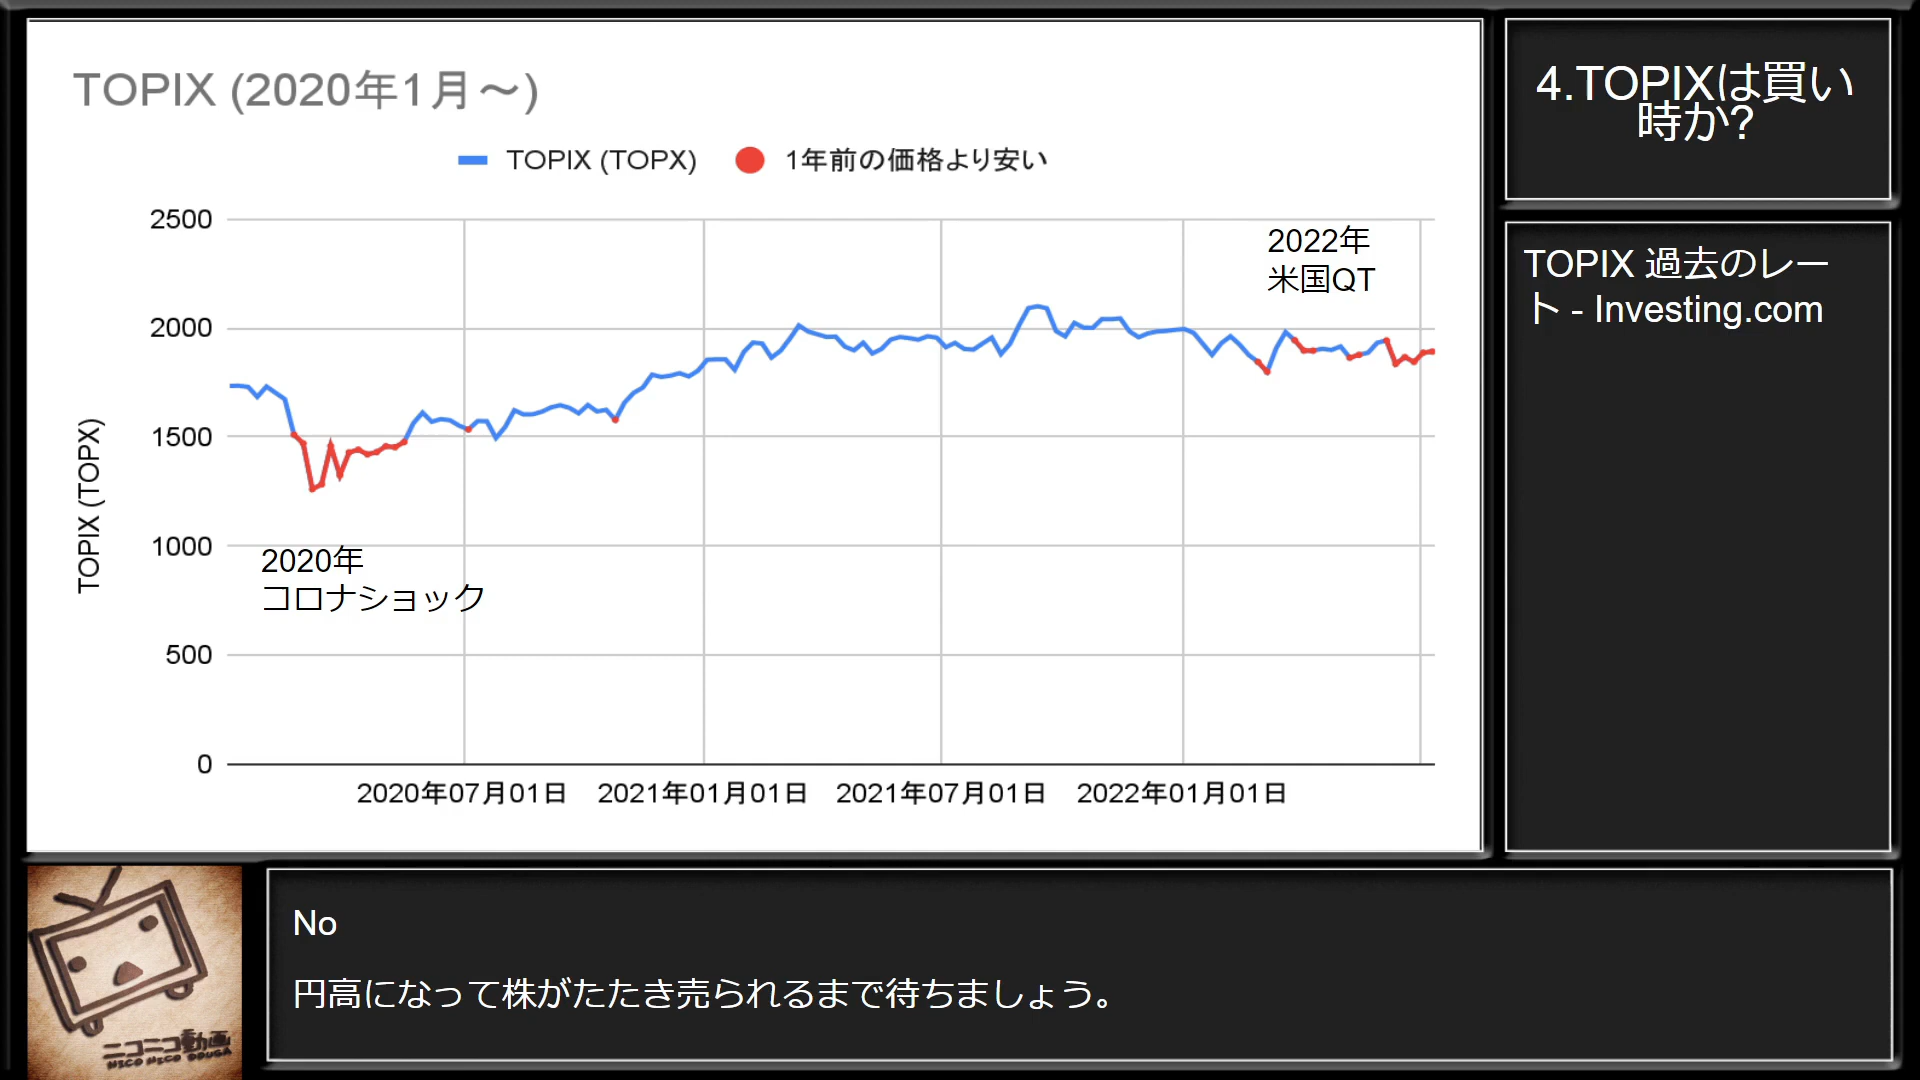 TOPIX (2020年1月～)
TOPIX (TOPX)
1年前の価格より安い
2500
2000
1500
1000
500
0
TOPIX (TOPX)
2022年
米国QT
2020年
コロナショック
2020年07月01日
2021年01月01日
2021年07月01日
2022年01月01日
4.TOPIXは買い
時か?
TOPIX 過去のレー
ト - Investing.com
ニコニコ動画
NICO NICO DOUGA
No
円高になって株がたたき売られるまで待ちましょう。